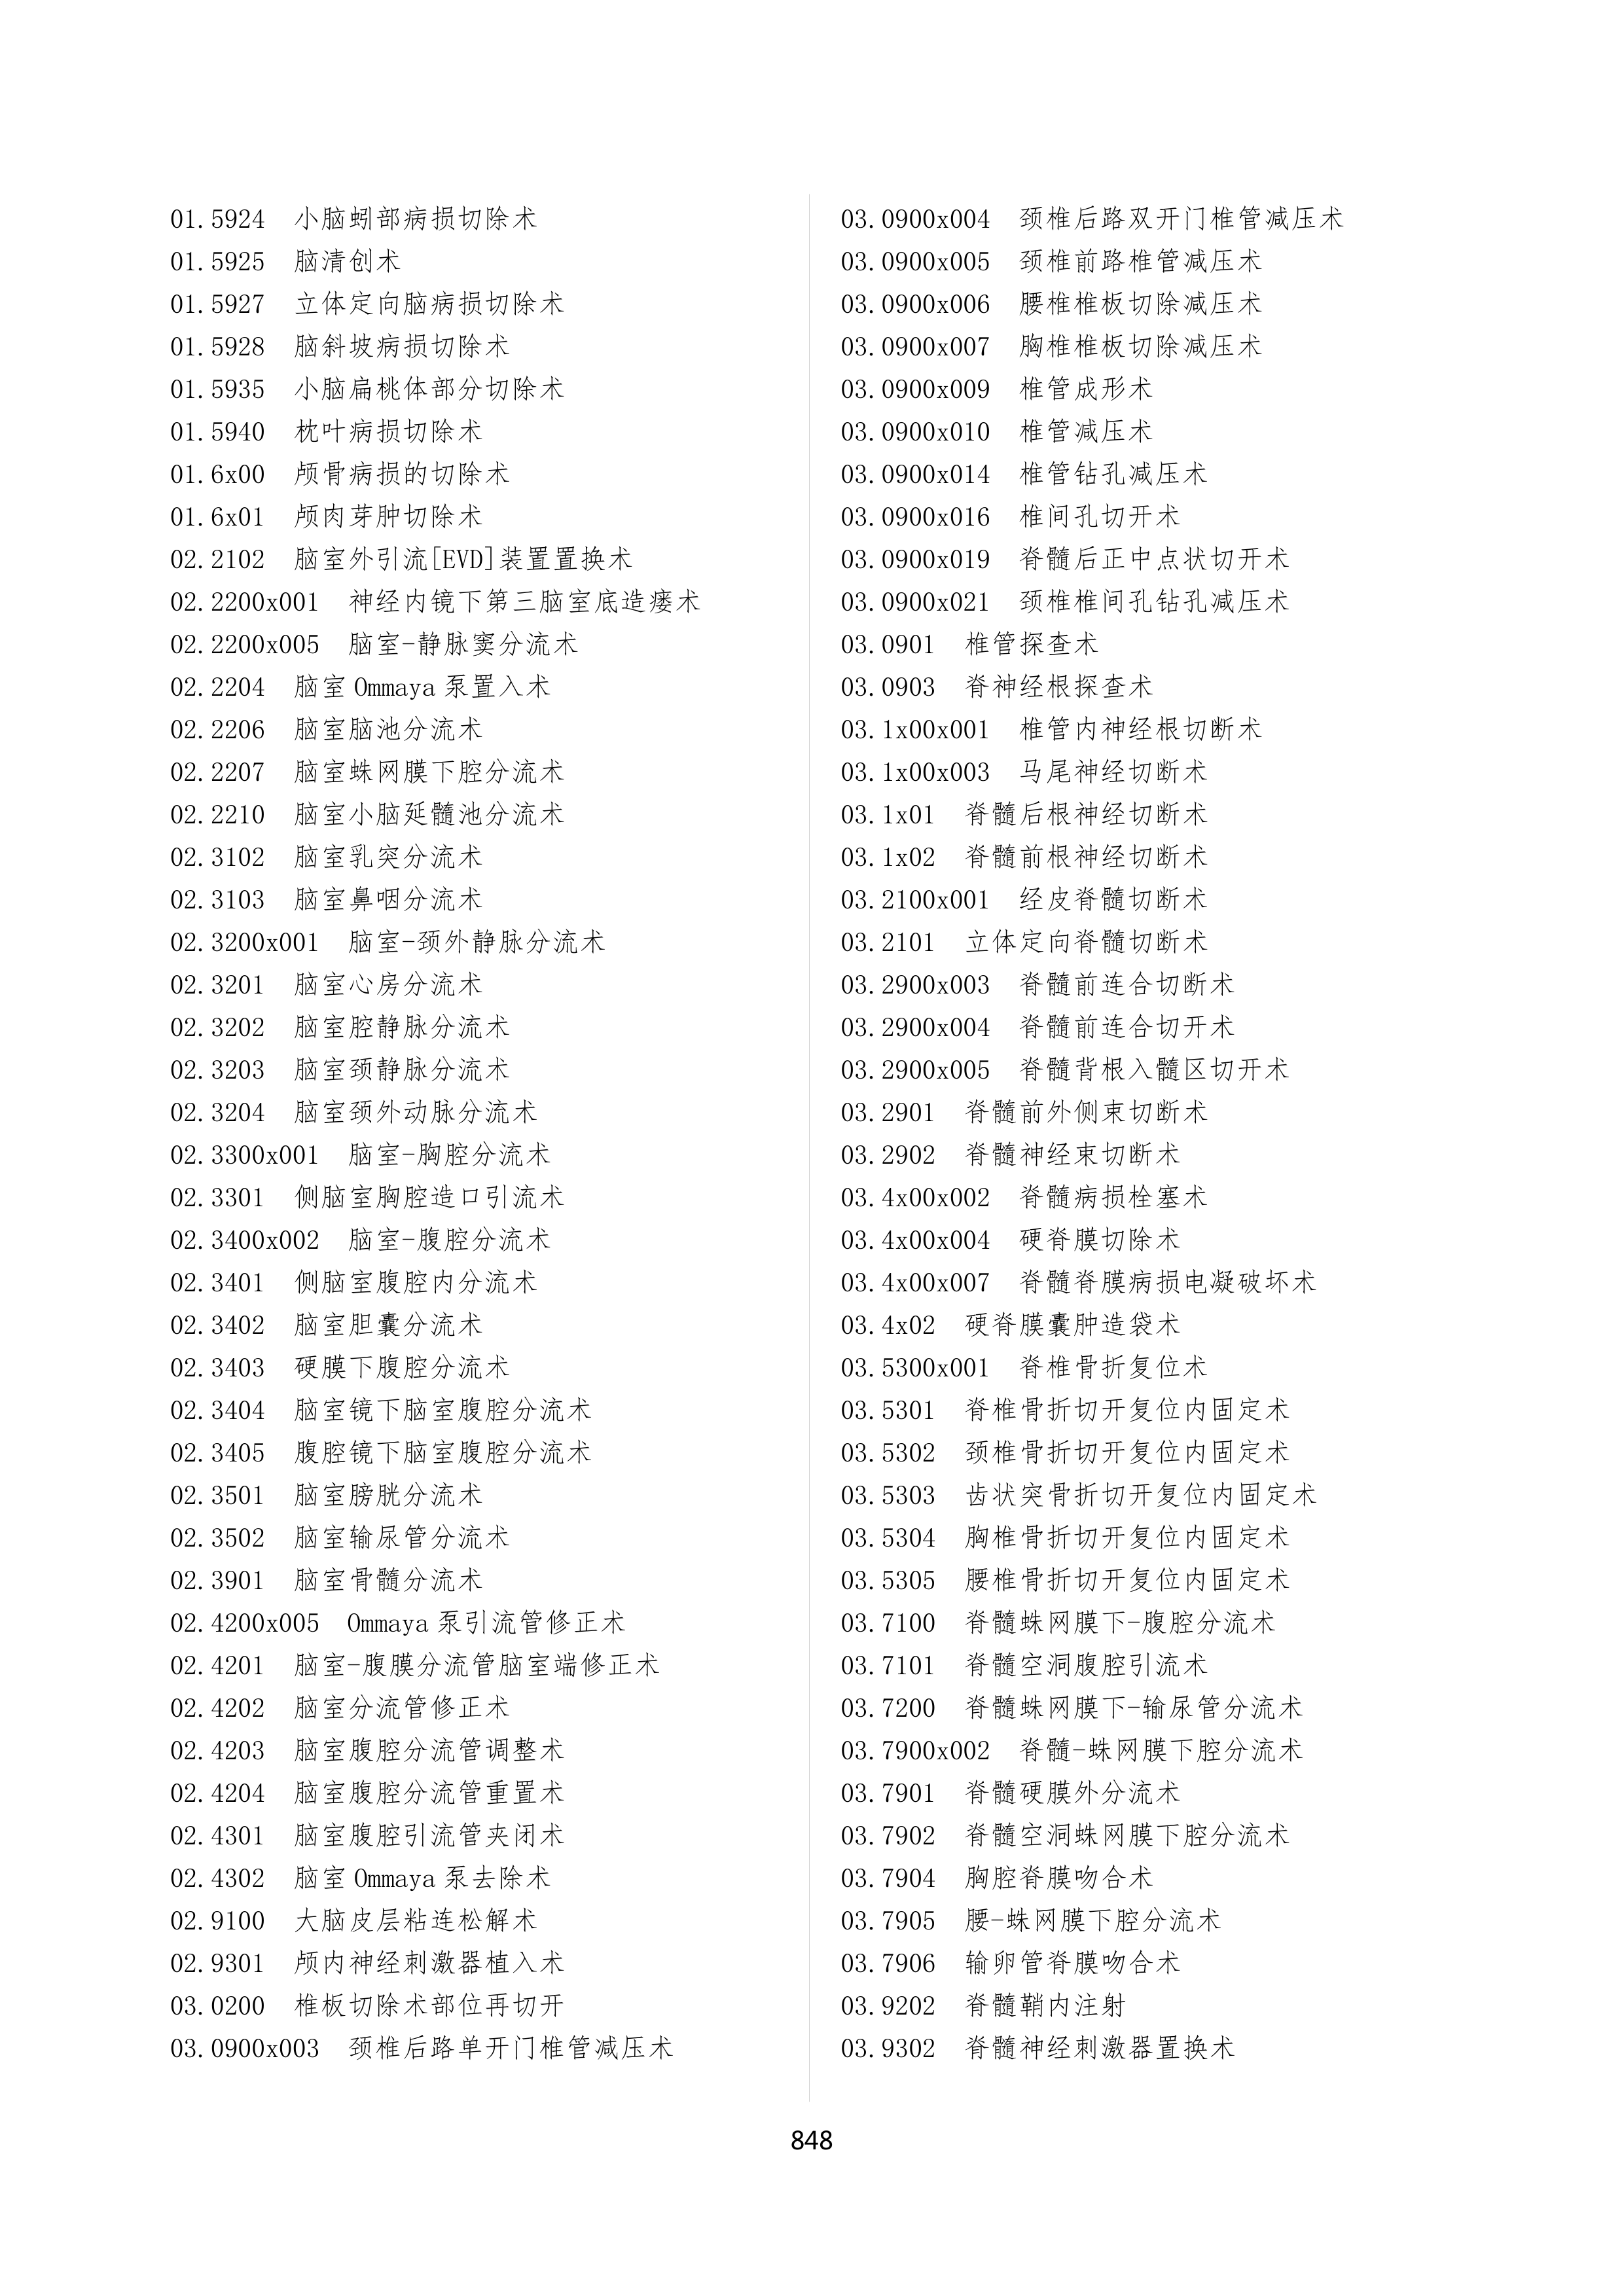 01.5924 小脑蚓部病损切除术
01.5925 脑清创术
01.5927 立体定向脑病损切除术
01.5928 脑斜坡病损切除术
01.5935 小脑扁桃体部分切除术
01.5940 枕叶病损切除术
01.6x00 颅骨病损的切除术
01.6x01 颅肉芽肿切除术
02.2102 脑室外引流[EVD]装置置换术
02.2200x001 神经内镜下第三脑室底造瘘术
02.2200x005 脑室-静脉窦分流术
02.2204 脑室Ommaya泵置入术
02.2206 脑室脑池分流术
02.2207 脑室蛛网膜下腔分流术
02.2210 脑室小脑延髓池分流术
02.3102 脑室乳突分流术
02.3103 脑室鼻咽分流术
02.3200x001 脑室-颈外静脉分流术
02.3201 脑室心房分流术
02.3202 脑室腔静脉分流术
02.3203 脑室颈静脉分流术
02.3204 脑室颈外动脉分流术
02.3300x001 脑室-胸腔分流术
02.3301 侧脑室胸腔造口引流术
02.3400x002 脑室-腹腔分流术
02.3401 侧脑室腹腔内分流术
02.3402 脑室胆囊分流术
02.3403 硬膜下腹腔分流术
02.3404 脑室镜下脑室腹腔分流术
02.3405 腹腔镜下脑室腹腔分流术
02.3501 脑室膀胱分流术
02.3502 脑室输尿管分流术
02.3901 脑室骨髓分流术
02.4200x005 Ommaya泵引流管修正术
02.4201 脑室-腹膜分流管脑室端修正术
02.4202 脑室分流管修正术
02.4203 脑室腹腔分流管调整术
02.4204 脑室腹腔分流管重置术
02.4301 脑室腹腔引流管夹闭术
02.4302 脑室Ommaya泵去除术
02.9100 大脑皮层粘连松解术
02.9301 颅内神经刺激器植入术
03.0200 椎板切除术部位再切开
03.0900x003 颈椎后路单开门椎管减压术
03.0900x004 颈椎后路双开门椎管减压术
03.0900x005 颈椎前路椎管减压术
03.0900x006 腰椎椎板切除减压术
03.0900x007 胸椎椎板切除减压术
03.0900x009 椎管成形术
03.0900x010 椎管减压术
03.0900x014 椎管钻孔减压术
03.0900x016 椎间孔切开术
03.0900x019 脊髓后正中点状切开术
03.0900x021 颈椎椎间孔钻孔减压术
03.0901 椎管探查术
03.0903 脊神经根探查术
03.1x00x001 椎管内神经根切断术
03.1x00x003 马尾神经切断术
03.1x01 脊髓后根神经切断术
03.1x02 脊髓前根神经切断术
03.2100x001 经皮脊髓切断术
03.2101 立体定向脊髓切断术
03.2900x003 脊髓前连合切断术
03.2900x004 脊髓前连合切开术
03.2900x005 脊髓背根入髓区切开术
03.2901 脊髓前外侧束切断术
03.2902 脊髓神经束切断术
03.4x00x002 脊髓病损栓塞术
03.4x00x004 硬脊膜切除术
03.4x00x007 脊髓脊膜病损电凝破坏术
03.4x02 硬脊膜囊肿造袋术
03.5300x001 脊椎骨折复位术
03.5301 脊椎骨折切开复位内固定术
03.5302 颈椎骨折切开复位内固定术
03.5303 齿状突骨折切开复位内固定术
03.5304 胸椎骨折切开复位内固定术
03.5305 腰椎骨折切开复位内固定术
03.7100 脊髓蛛网膜下-腹腔分流术
03.7101 脊髓空洞腹腔引流术
03.7200 脊髓蛛网膜下-输尿管分流术
03.7900x002 脊髓-蛛网膜下腔分流术
03.7901 脊髓硬膜外分流术
03.7902 脊髓空洞蛛网膜下腔分流术
03.7904 胸腔脊膜吻合术
03.7905 腰-蛛网膜下腔分流术
03.7906 输卵管脊膜吻合术
03.9202 脊髓鞘内注射
03.9302 脊髓神经刺激器置换术
848